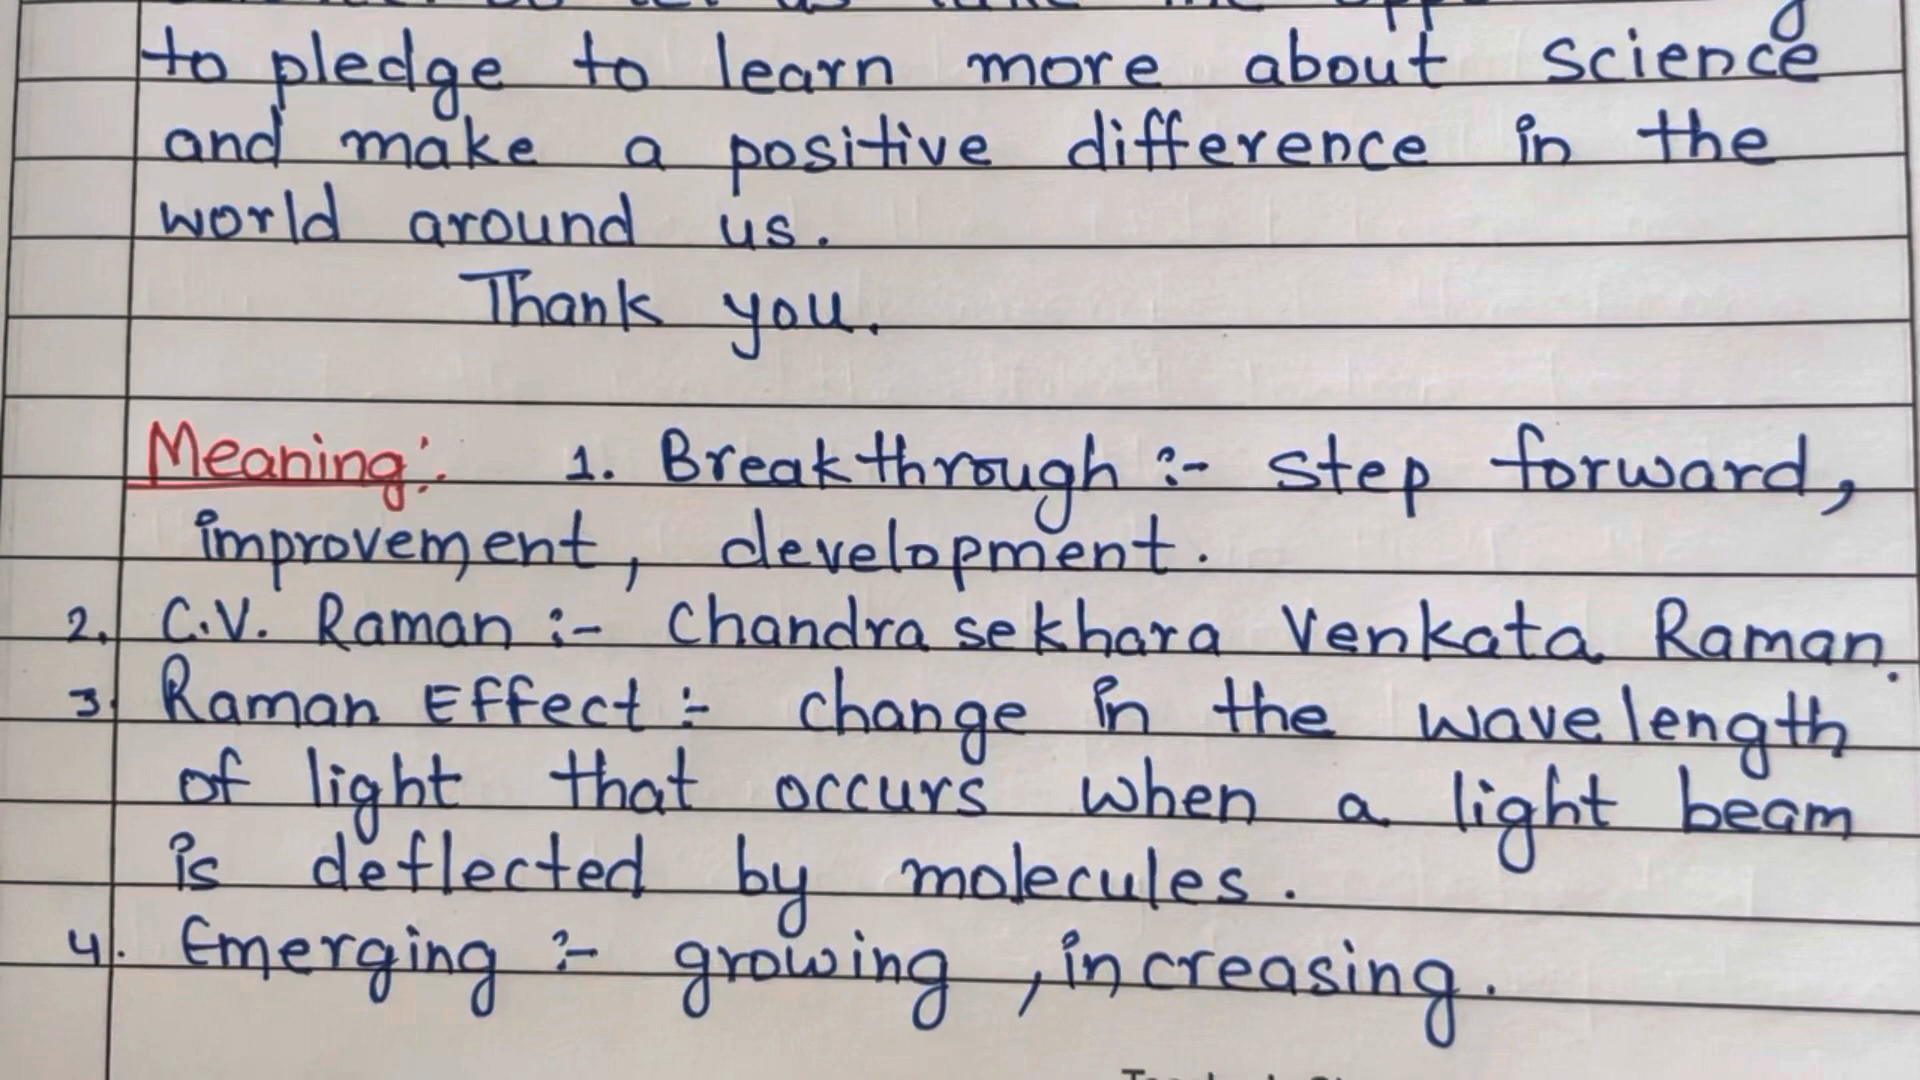 to pledge to learn more about science
and make a positive difference in the
world around us.
Thank you.
Meaning: 1. Breakthrough :- step forward,
improvement, development.
2. C.V. Raman :- Chandrasekhara Venkata Raman.
3. Raman Effect :- change in the wavelength
of light that occurs when a light beam
is deflected by molecules.
4. Emerging :- growing, increasing.